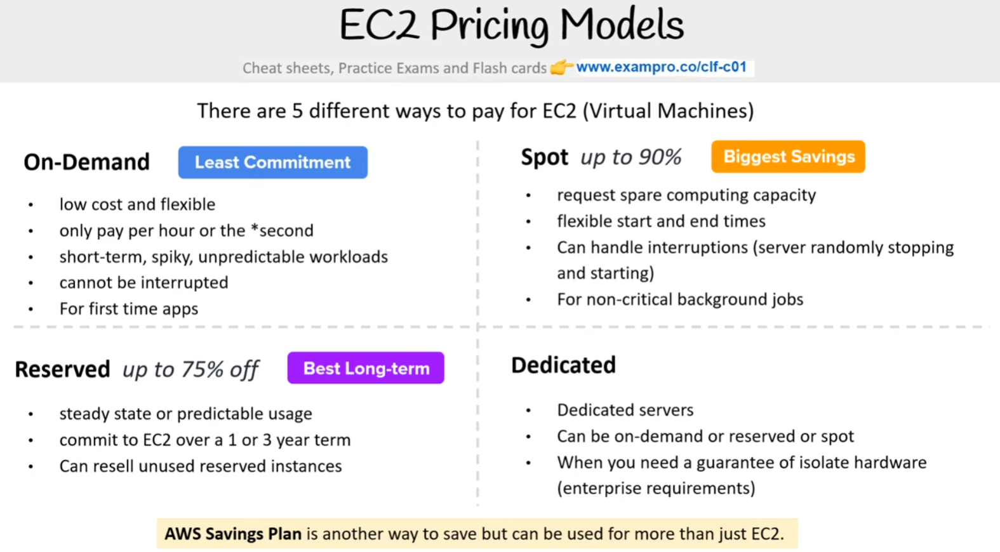 EC2 Pricing Models
Cheat sheets, Practice Exams and Flash cards 👉 www.exampro.co/clf-c01
There are 5 different ways to pay for EC2 (Virtual Machines)
On-Demand Least Commitment
• low cost and flexible
• only pay per hour or the *second
• short-term, spiky, unpredictable workloads
• cannot be interrupted
• For first time apps
Spot up to 90% Biggest Savings
• request spare computing capacity
• flexible start and end times
• Can handle interruptions (server randomly stopping
and starting)
• For non-critical background jobs
Reserved up to 75% off Best Long-term
• steady state or predictable usage
• commit to EC2 over a 1 or 3 year term
• Can resell unused reserved instances
Dedicated
• Dedicated servers
• Can be on-demand or reserved or spot
• When you need a guarantee of isolate hardware
(enterprise requirements)
AWS Savings Plan is another way to save but can be used for more than just EC2.